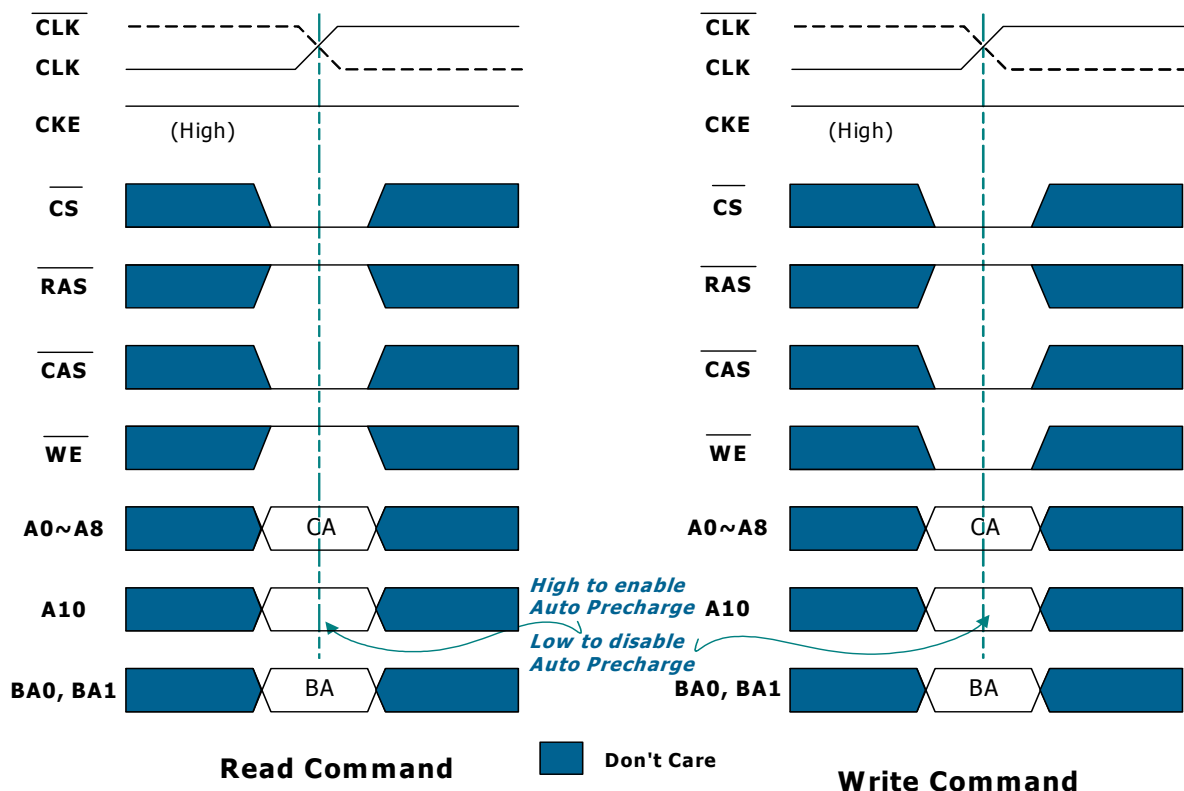 CLK
CLK
CKE
(High)
CS
RAS
CAS
WE
A0~A8
CA
A10
BA0, BA1
BA
Read Command
High to enable
Auto Precharge
Low to disable
Auto Precharge
Don't Care
CLK
CLK
CKE
(High)
CS
RAS
CAS
WE
A0~A8
CA
A10
BA0, BA1
BA
Write Command